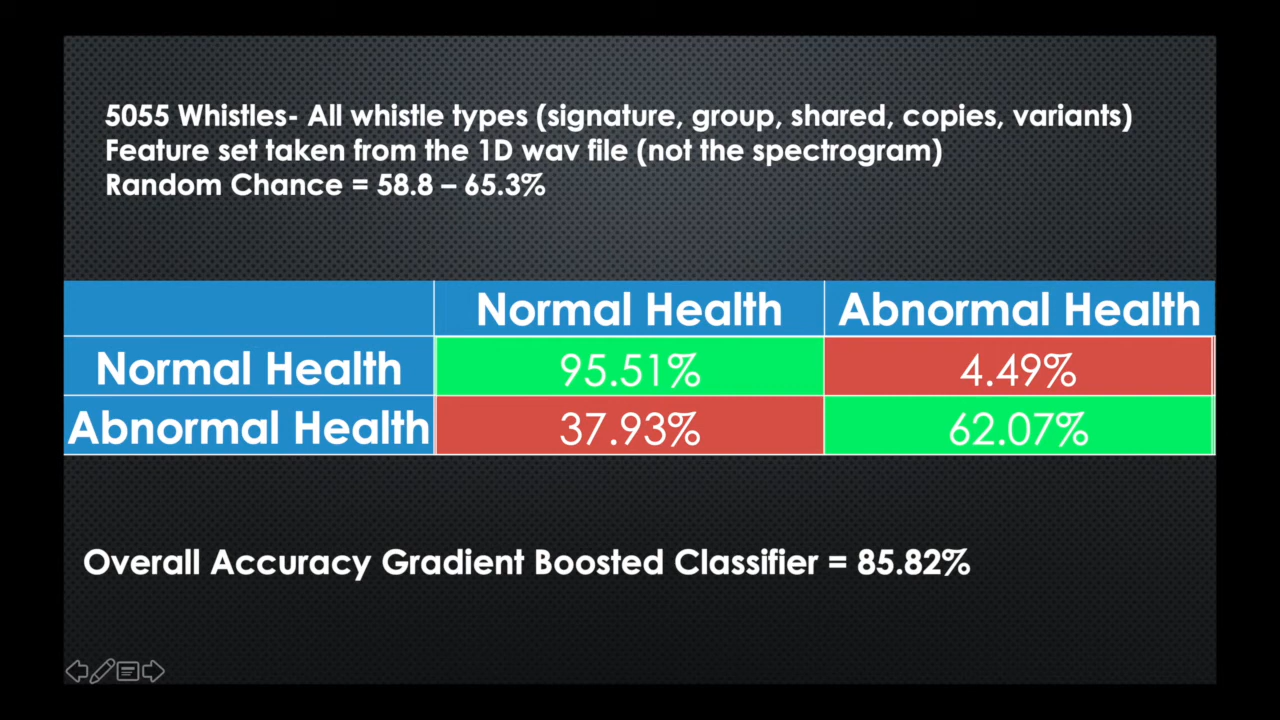 5055 Whistles- All whistle types (signature, group, shared, copies, variants)
Feature set taken from the 1D wav file (not the spectrogram)
Random Chance = 58.8 – 65.3%
Normal Health Abnormal Health
Normal Health 95.51% 4.49%
Abnormal Health 37.93% 62.07%
Overall Accuracy Gradient Boosted Classifier = 85.82%